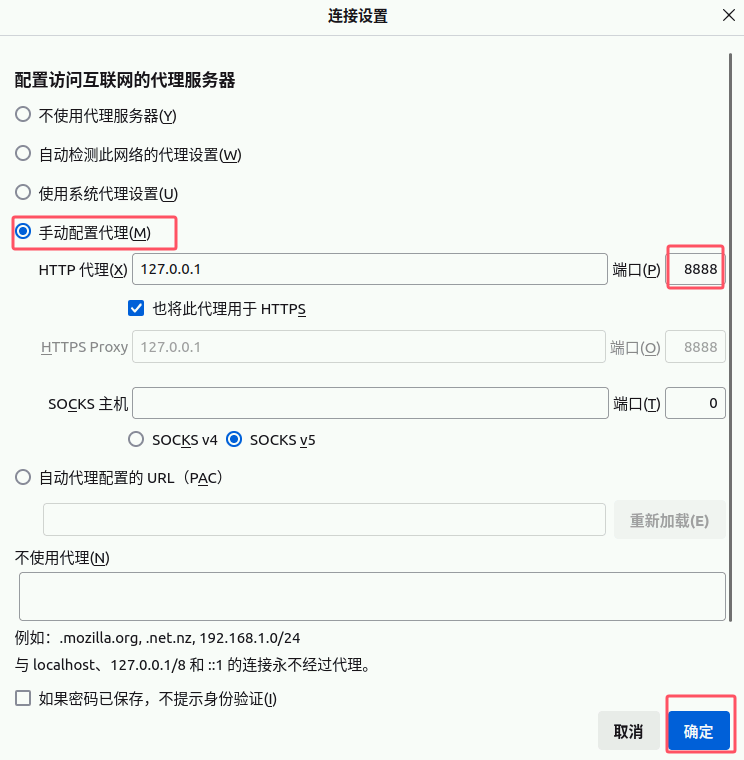 连接设置
配置访问互联网的代理服务器
不使用代理服务器(Y)
自动检测此网络的代理设置(W)
使用系统代理设置(U)
手动配置代理(M)
HTTP 代理(X) 127.0.0.1 端口(P) 8888
也将此代理用于 HTTPS
HTTPS Proxy 127.0.0.1 端口(O) 8888
SOCKS 主机 端口(T) 0
SOCKS v4 SOCKS v5
自动代理配置的 URL（PAC）
重新加载(E)
不使用代理(N)
例如：.mozilla.org, .net.nz, 192.168.1.0/24
与 localhost、127.0.0.1/8 和 ::1 的连接永不经过代理。
如果密码已保存，不提示身份验证(I)
取消 确定